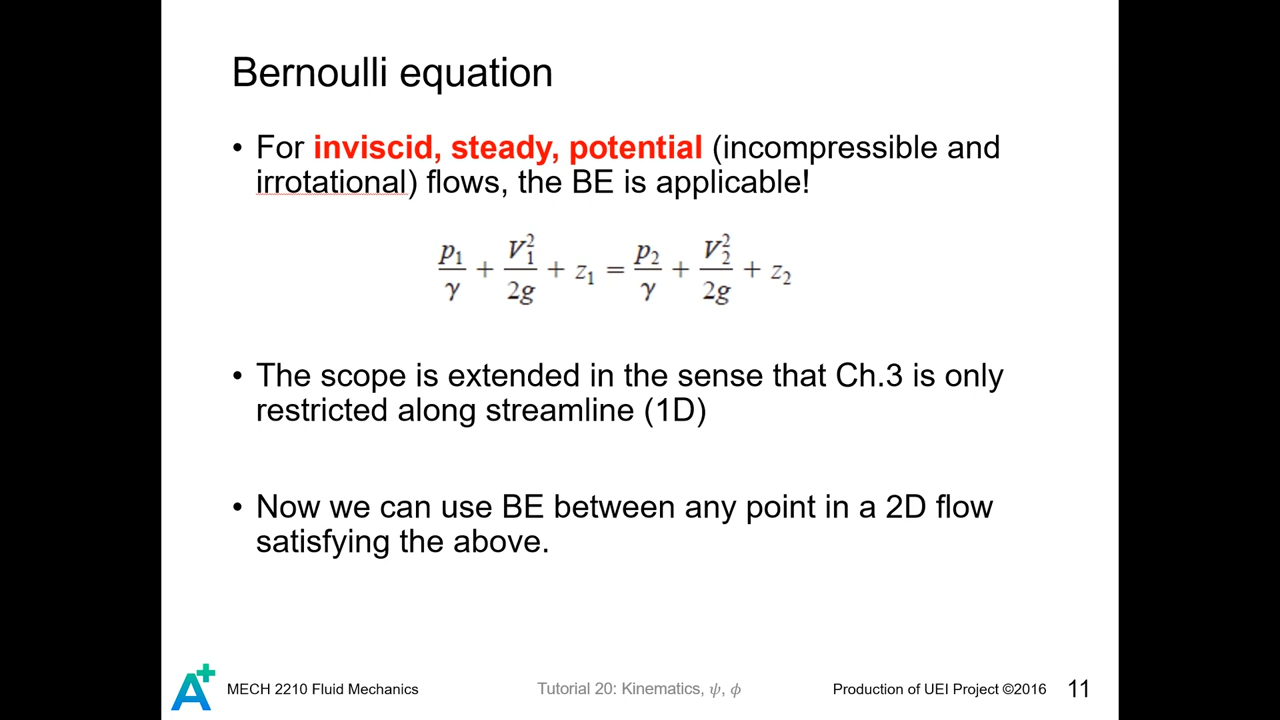 Bernoulli equation
• For inviscid, steady, potential (incompressible and
irrotational) flows, the BE is applicable!
p₁/γ + V₁²/2g + z₁ = p₂/γ + V₂²/2g + z₂
• The scope is extended in the sense that Ch.3 is only
restricted along streamline (1D)
• Now we can use BE between any point in a 2D flow
satisfying the above.
A+ MECH 2210 Fluid Mechanics Tutorial 20: Kinematics, ψ, ϕ Production of UEI Project ©2016 11